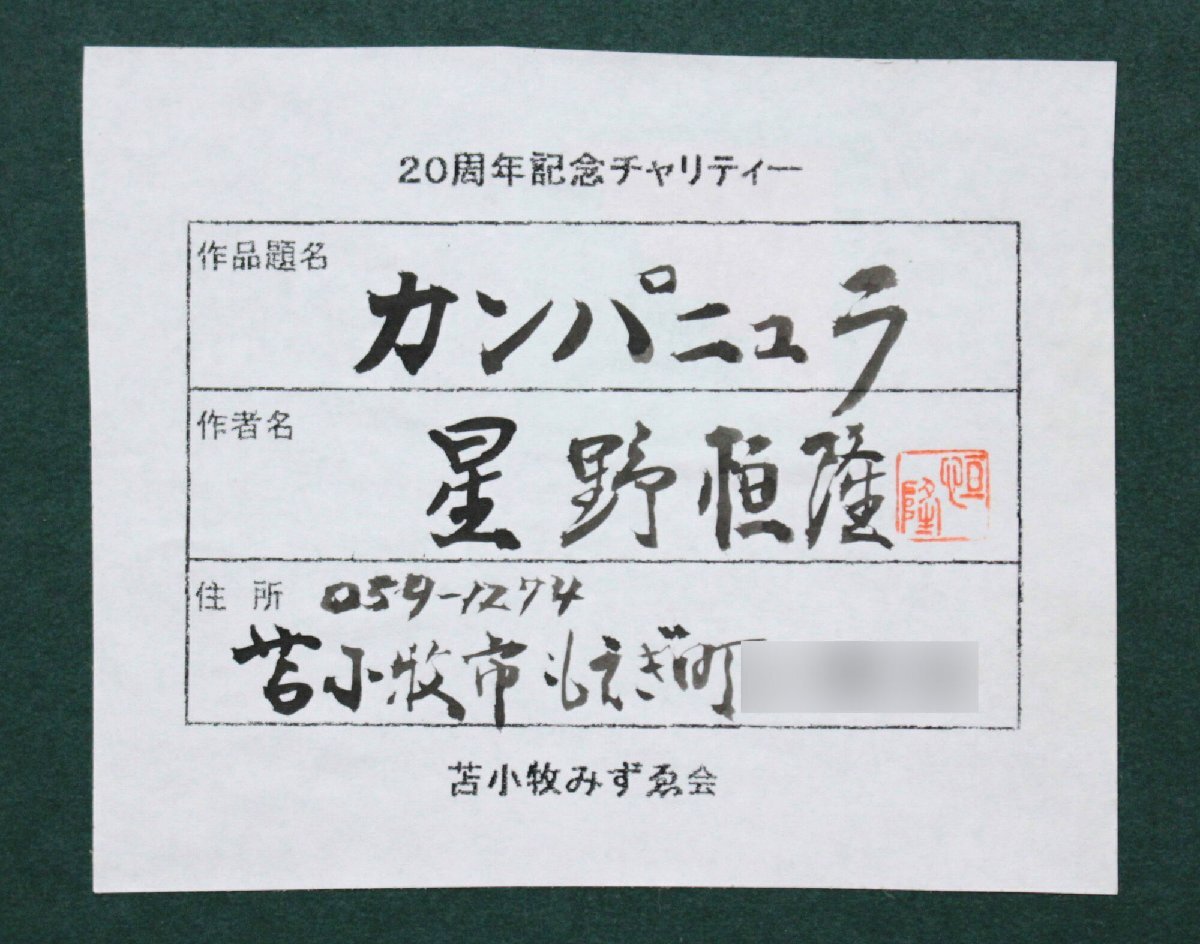 20周年記念チャリティー
作品題名
カンパニュラ
作者名
星野恒隆
恒隆
住所 059-1274
苫小牧市もえぎ町
苫小牧みずゑ会